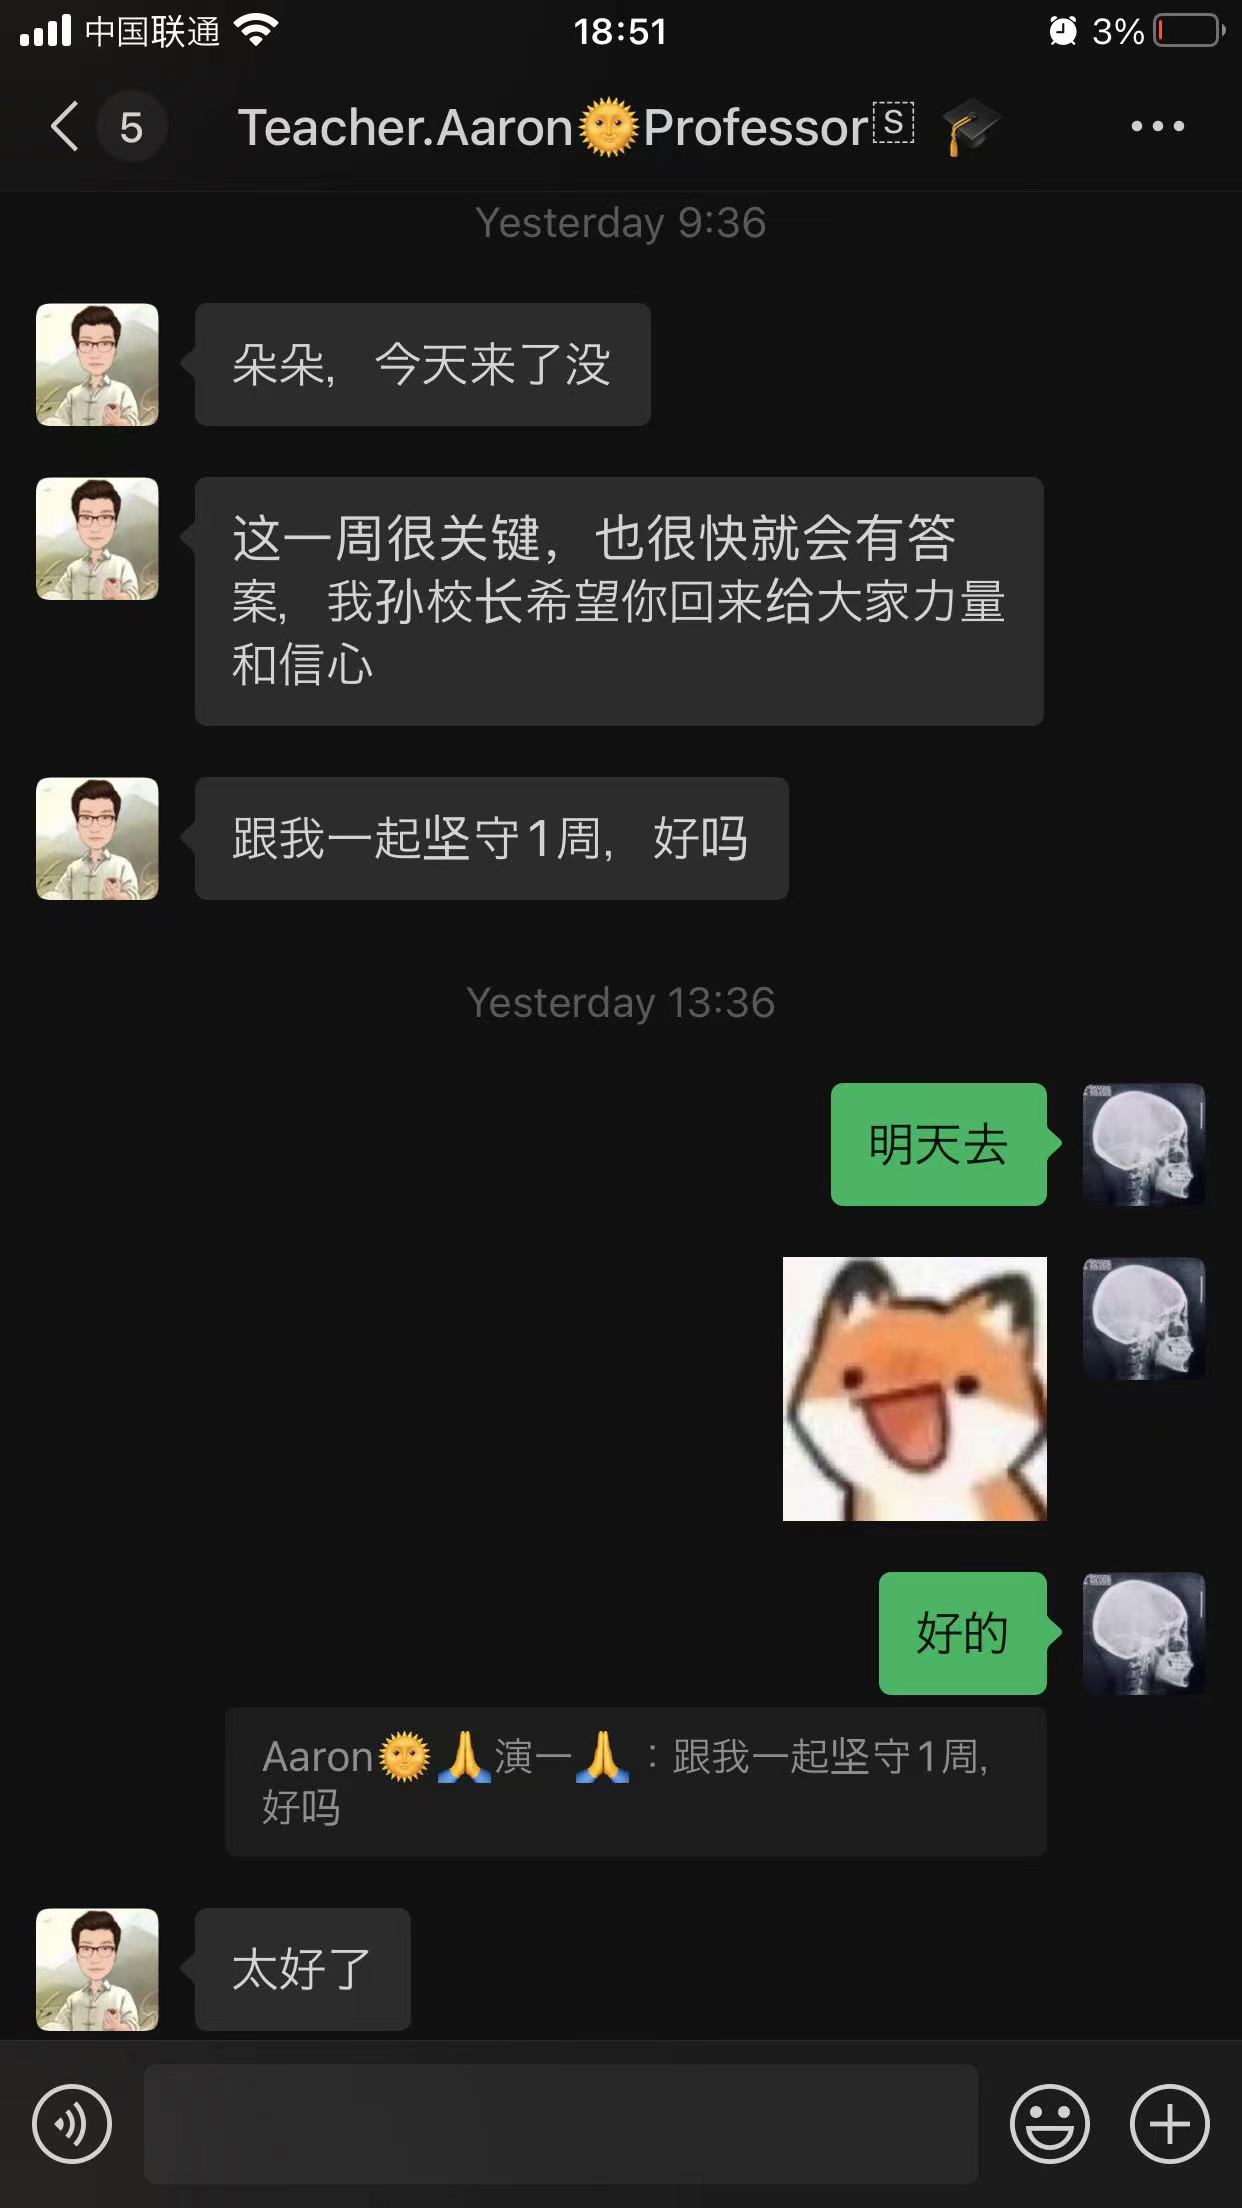 中国联通
18:51
3%
5
Teacher.Aaron🌞Professor🅂 🎓
Yesterday 9:36
朵朵，今天来了没
这一周很关键，也很快就会有答
案，我孙校长希望你回来给大家力量
和信心
跟我一起坚守1周，好吗
Yesterday 13:36
明天去
好的
Aaron🌞🙏演一🙏：跟我一起坚守1周，
好吗
太好了